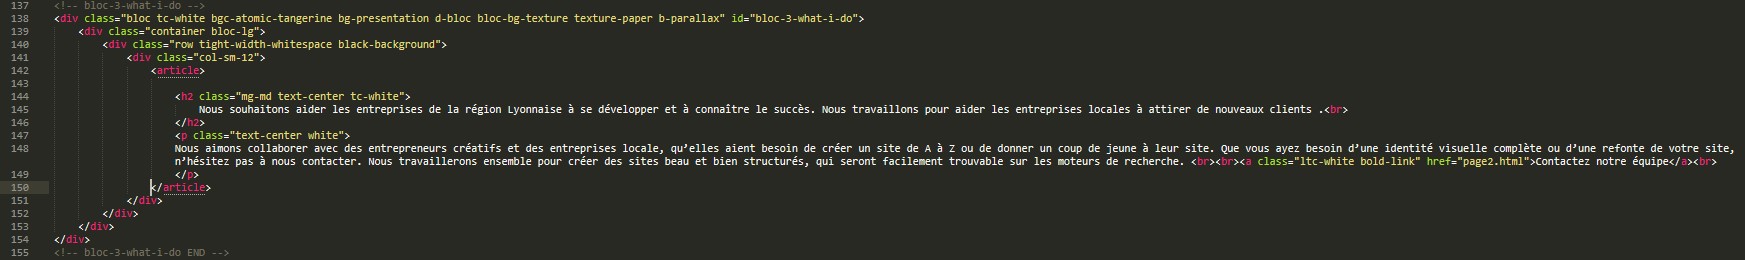 137 <!-- bloc-3-what-i-do -->
138 <div class="bloc tc-white bgc-atomic-tangerine bg-presentation d-bloc bloc-bg-texture texture-paper b-parallax" id="bloc-3-what-i-do">
139 <div class="container bloc-lg">
140 <div class="row tight-width-whitespace black-background">
141 <div class="col-sm-12">
142 <article>
143
144 <h2 class="mg-md text-center tc-white">
145 Nous souhaitons aider les entreprises de la région Lyonnaise à se développer et à connaître le succès. Nous travaillons pour aider les entreprises locales à attirer de nouveaux clients .<br>
146 </h2>
147 <p class="text-center white">
148 Nous aimons collaborer avec des entrepreneurs créatifs et des entreprises locale, qu’elles aient besoin de créer un site de A à Z ou de donner un coup de jeune à leur site. Que vous ayez besoin d’une identité visuelle complète ou d’une refonte de votre site,
n’hésitez pas à nous contacter. Nous travaillerons ensemble pour créer des sites beau et bien structurés, qui seront facilement trouvable sur les moteurs de recherche. <br><br><a class="ltc-white bold-link" href="page2.html">Contactez notre équipe</a><br>
149 </p>
150 </article>
151 </div>
152 </div>
153 </div>
154 </div>
155 <!-- bloc-3-what-i-do END -->